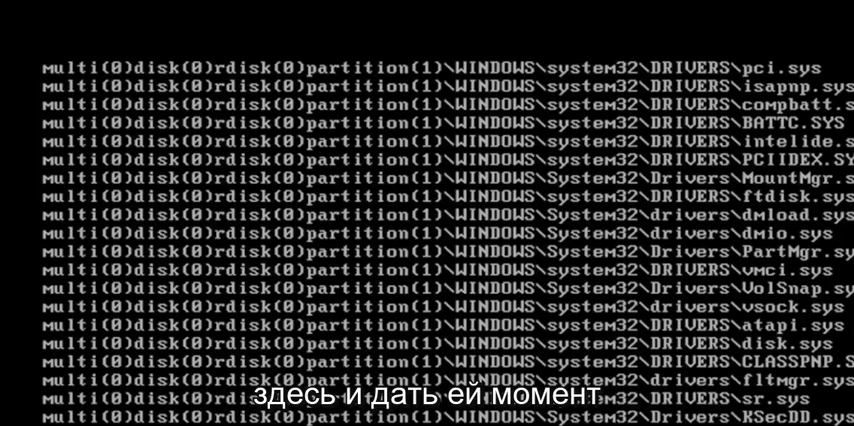 multi(0)disk(0)rdisk(0)partition(1)\WINDOWS\system32\DRIVERS\pci.sys
multi(0)disk(0)rdisk(0)partition(1)\WINDOWS\system32\DRIVERS\isapnp.sys
multi(0)disk(0)rdisk(0)partition(1)\WINDOWS\system32\DRIVERS\compbatt.s
multi(0)disk(0)rdisk(0)partition(1)\WINDOWS\system32\DRIVERS\BATTC.SYS
multi(0)disk(0)rdisk(0)partition(1)\WINDOWS\system32\DRIVERS\intelide.s
multi(0)disk(0)rdisk(0)partition(1)\WINDOWS\system32\DRIVERS\PCIIDEX.SY
multi(0)disk(0)rdisk(0)partition(1)\WINDOWS\System32\Drivers\MountMgr.s
multi(0)disk(0)rdisk(0)partition(1)\WINDOWS\system32\DRIVERS\ftdisk.sys
multi(0)disk(0)rdisk(0)partition(1)\WINDOWS\System32\drivers\dmload.sys
multi(0)disk(0)rdisk(0)partition(1)\WINDOWS\System32\drivers\dmio.sys
multi(0)disk(0)rdisk(0)partition(1)\WINDOWS\System32\Drivers\PartMgr.sy
multi(0)disk(0)rdisk(0)partition(1)\WINDOWS\system32\DRIVERS\vmci.sys
multi(0)disk(0)rdisk(0)partition(1)\WINDOWS\System32\Drivers\VolSnap.sy
multi(0)disk(0)rdisk(0)partition(1)\WINDOWS\system32\drivers\vsock.sys
multi(0)disk(0)rdisk(0)partition(1)\WINDOWS\system32\DRIVERS\atapi.sys
multi(0)disk(0)rdisk(0)partition(1)\WINDOWS\system32\DRIVERS\disk.sys
multi(0)disk(0)rdisk(0)partition(1)\WINDOWS\system32\DRIVERS\CLASSPNP.S
multi(0)disk(0)rdisk(0)partition(1)\WINDOWS\system32\drivers\fltmgr.sys
multi(0)disk(0)rdisk(0)partition(1)\WINDOWS\system32\DRIVERS\sr.sys
здесь и дать ей момент
multi(0)disk(0)rdisk(0)partition(1)\WINDOWS\System32\Drivers\KSecDD.sys